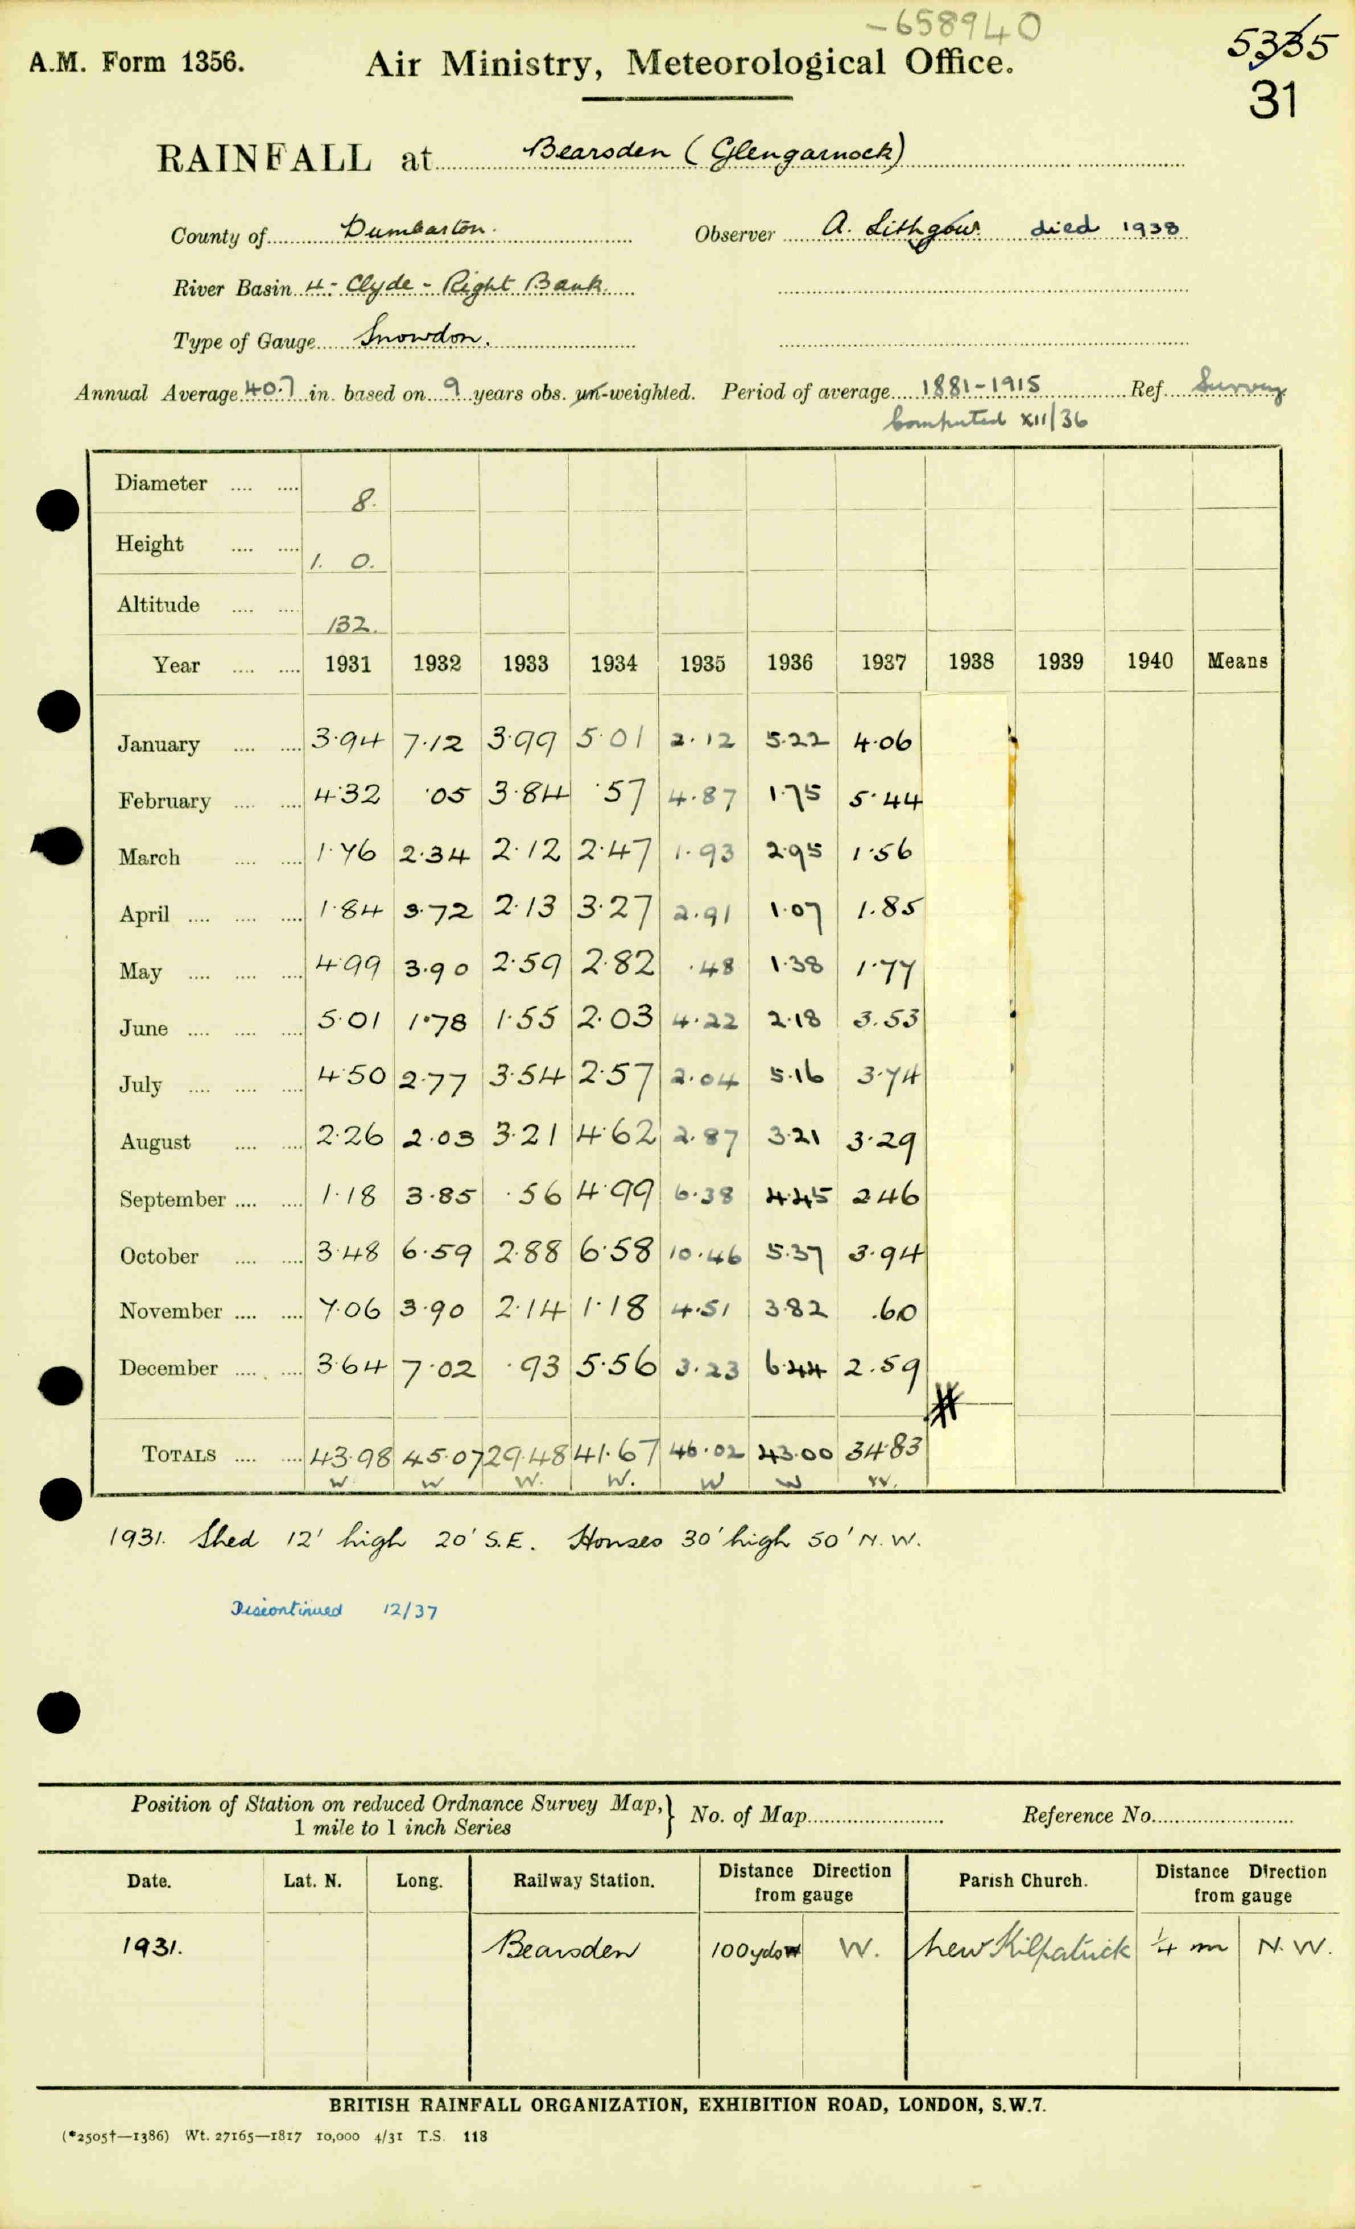 -658940
5335
A.M. Form 1356. Air Ministry, Meteorological Office.
31
RAINFALL at Bearsden (Glengarnock)
County of Dumbarton. Observer A. Lithgow. died 1938
River Basin 4 - Clyde - Right Bank.
Type of Gauge Snowdon.
Annual Average 40.7 in. based on 9 years obs. un-weighted. Period of average 1881-1915 Ref. Survey
Computed XII/36
Diameter .... .... 8.
Height .... .... 1. 0.
Altitude .... .... 132.
Year .... .... 1931 1932 1933 1934 1935 1936 1937 1938 1939 1940 Means
January .... .... 3.94 7.12 3.99 5.01 2.12 5.22 4.06
February .... .... 4.32 .05 3.84 .57 4.87 1.75 5.44
March .... .... 1.76 2.34 2.12 2.47 1.93 2.95 1.56
April .... .... .... 1.84 3.72 2.13 3.27 2.91 1.07 1.85
May .... .... .... 4.99 3.90 2.59 2.82 .48 1.38 1.77
June .... .... .... 5.01 1.78 1.55 2.03 4.22 2.18 3.53
July .... .... .... 4.50 2.77 3.54 2.57 2.04 5.16 3.74
August .... .... 2.26 2.03 3.21 4.62 2.87 3.21 3.29
September .... .... 1.18 3.85 .56 4.99 6.38 4.45 2.46
October .... .... 3.48 6.59 2.88 6.58 10.46 5.37 3.94
November .... .... 7.06 3.90 2.14 1.18 4.51 3.82 .60
December .... .... 3.64 7.02 .93 5.56 3.23 6.44 2.59
TOTALS .... .... 43.98 45.07 29.48 41.67 46.02 43.00 34.83
W W W. W. W W W.
1931. Shed 12' high 20' S.E. Houses 30' high 50' N.W.
Discontinued 12/37
Position of Station on reduced Ordnance Survey Map, } No. of Map Reference No.
1 mile to 1 inch Series
Date. Lat. N. Long. Railway Station. Distance Direction from gauge Parish Church. Distance Direction from gauge
1931. Bearsden 100yds W. New Kilpatrick ¼ m N.W.
BRITISH RAINFALL ORGANIZATION, EXHIBITION ROAD, LONDON, S.W.7.
(*2505†—1386) Wt. 27165—1817 10,000 4/31 T.S. 118